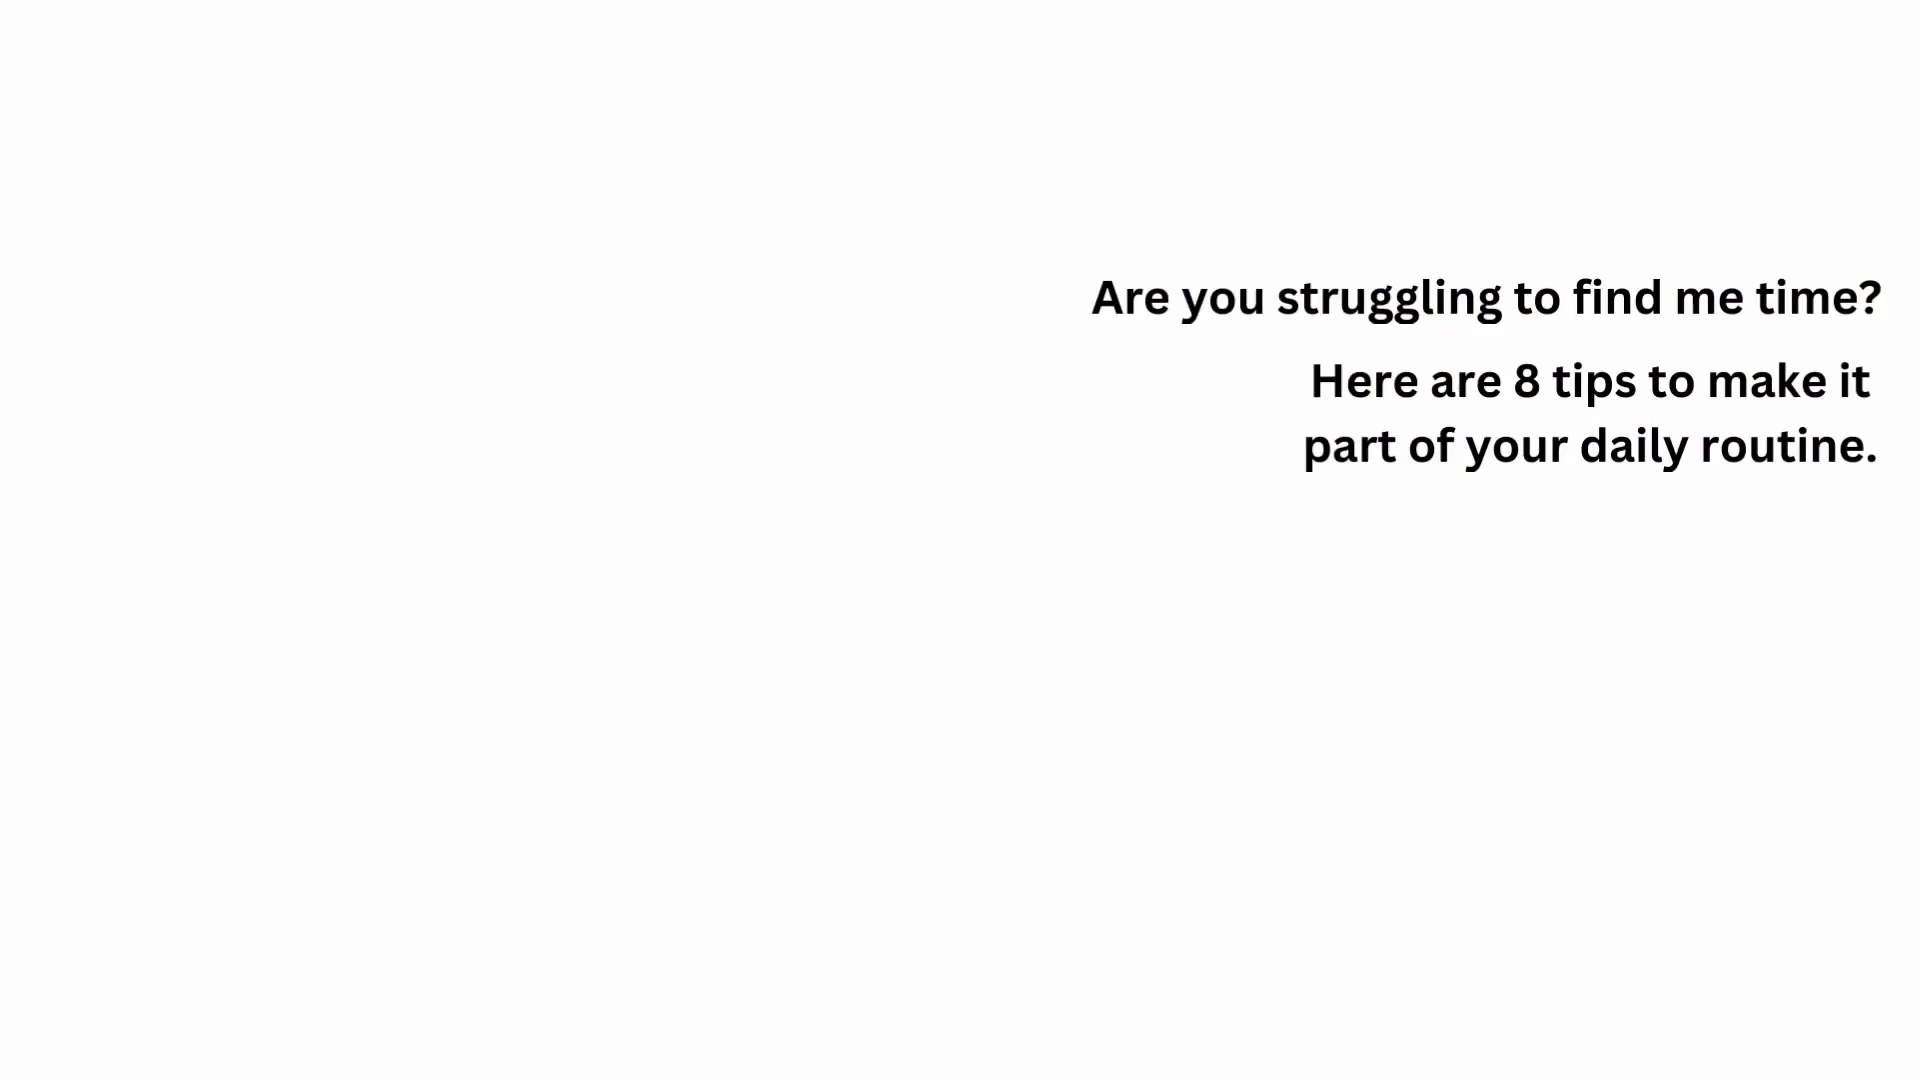 Are you struggling to find me time?
Here are 8 tips to make it
part of your daily routine.